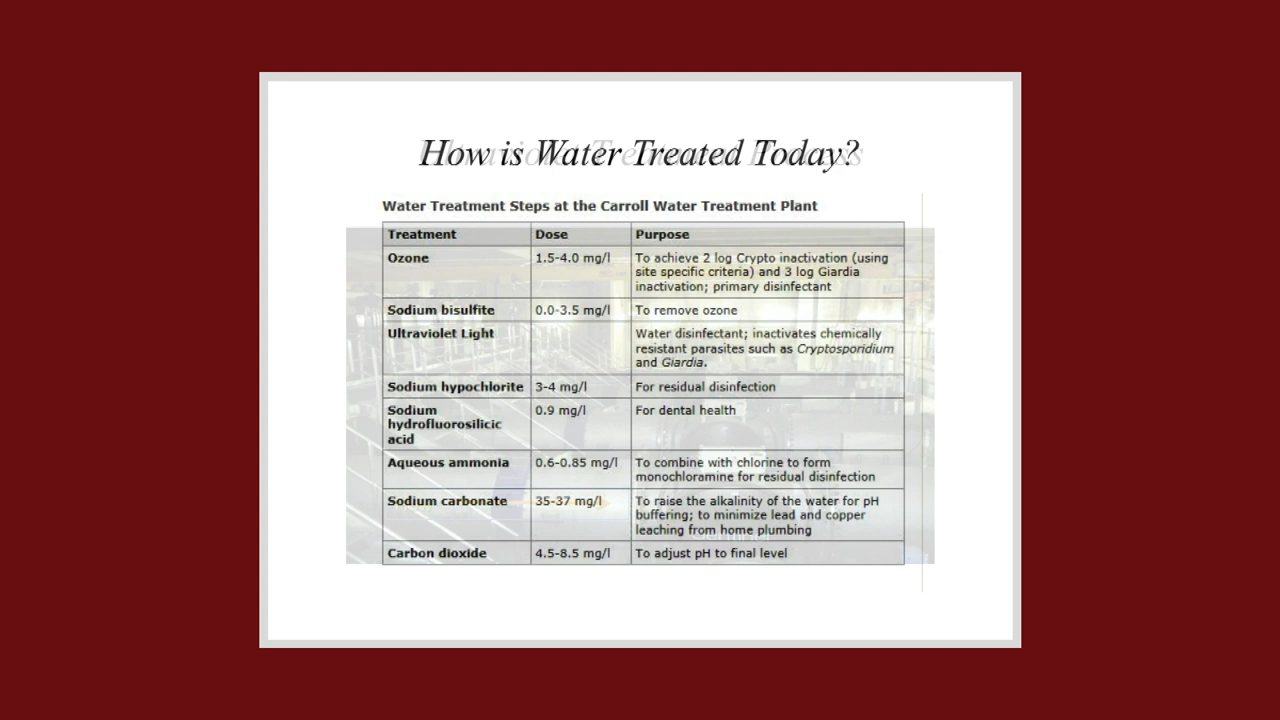 How is Water Treated Today?
Water Treatment Steps at the Carroll Water Treatment Plant
Treatment Dose Purpose
Ozone 1.5-4.0 mg/l To achieve 2 log Crypto inactivation (using
site specific criteria) and 3 log Giardia
inactivation; primary disinfectant
Sodium bisulfite 0.0-3.5 mg/l To remove ozone
Ultraviolet Light Water disinfectant; inactivates chemically
resistant parasites such as Cryptosporidium
and Giardia.
Sodium hypochlorite 3-4 mg/l For residual disinfection
Sodium 0.9 mg/l For dental health
hydrofluorosilicic
acid
Aqueous ammonia 0.6-0.85 mg/l To combine with chlorine to form
monochloramine for residual disinfection
Sodium carbonate 35-37 mg/l To raise the alkalinity of the water for pH
buffering; to minimize lead and copper
leaching from home plumbing
Carbon dioxide 4.5-8.5 mg/l To adjust pH to final level